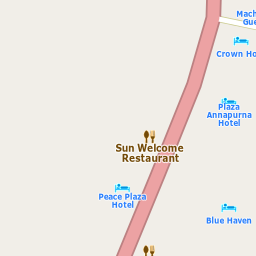 Crown Ho
Plaza
Annapurna
Hotel
Sun Welcome
Restaurant
Peace Plaza
Hotel
Blue Haven